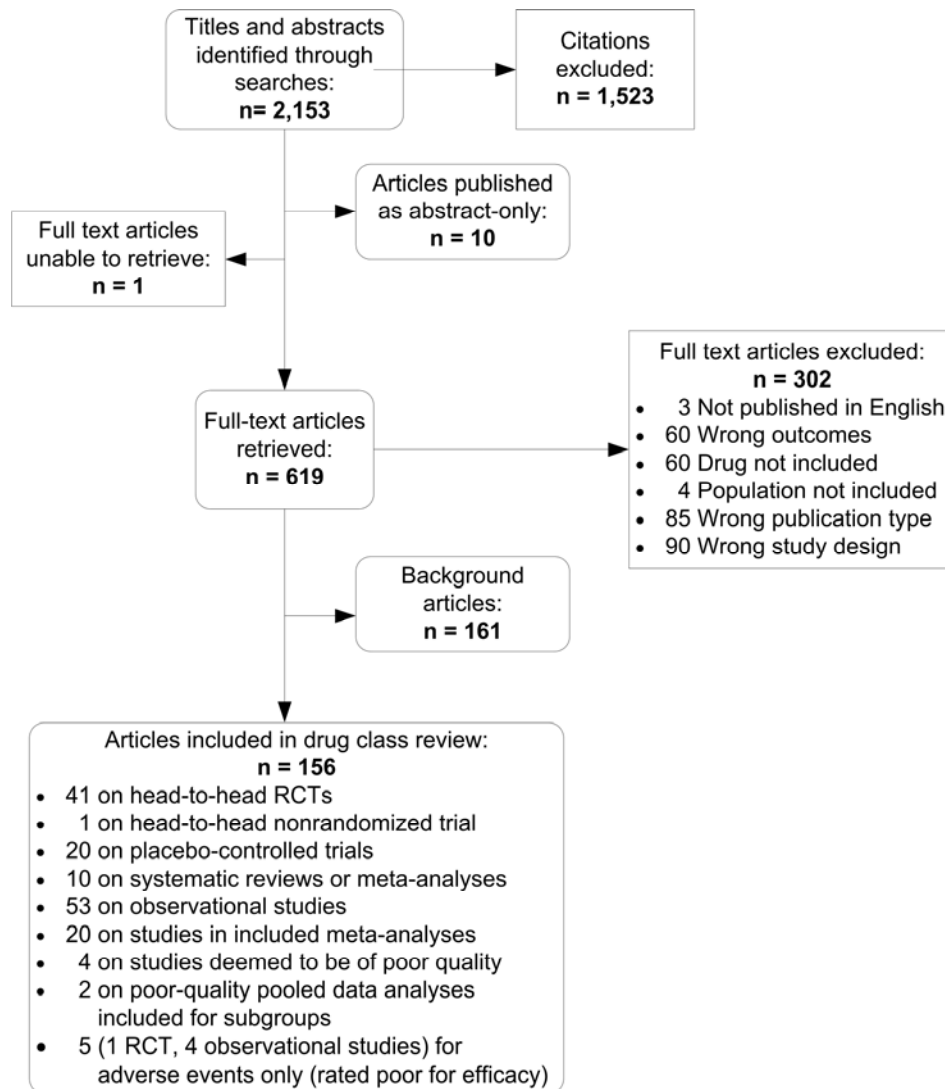 Titles and abstracts
identified through
searches:
n= 2,153
Citations
excluded:
n = 1,523
Articles published
as abstract-only:
n = 10
Full text articles
unable to retrieve:
n = 1
Full-text articles
retrieved:
n = 619
Full text articles excluded:
n = 302
• 3 Not published in English
• 60 Wrong outcomes
• 60 Drug not included
• 4 Population not included
• 85 Wrong publication type
• 90 Wrong study design
Background
articles:
n = 161
Articles included in drug class review:
n = 156
• 41 on head-to-head RCTs
• 1 on head-to-head nonrandomized trial
• 20 on placebo-controlled trials
• 10 on systematic reviews or meta-analyses
• 53 on observational studies
• 20 on studies in included meta-analyses
• 4 on studies deemed to be of poor quality
• 2 on poor-quality pooled data analyses
included for subgroups
• 5 (1 RCT, 4 observational studies) for
adverse events only (rated poor for efficacy)